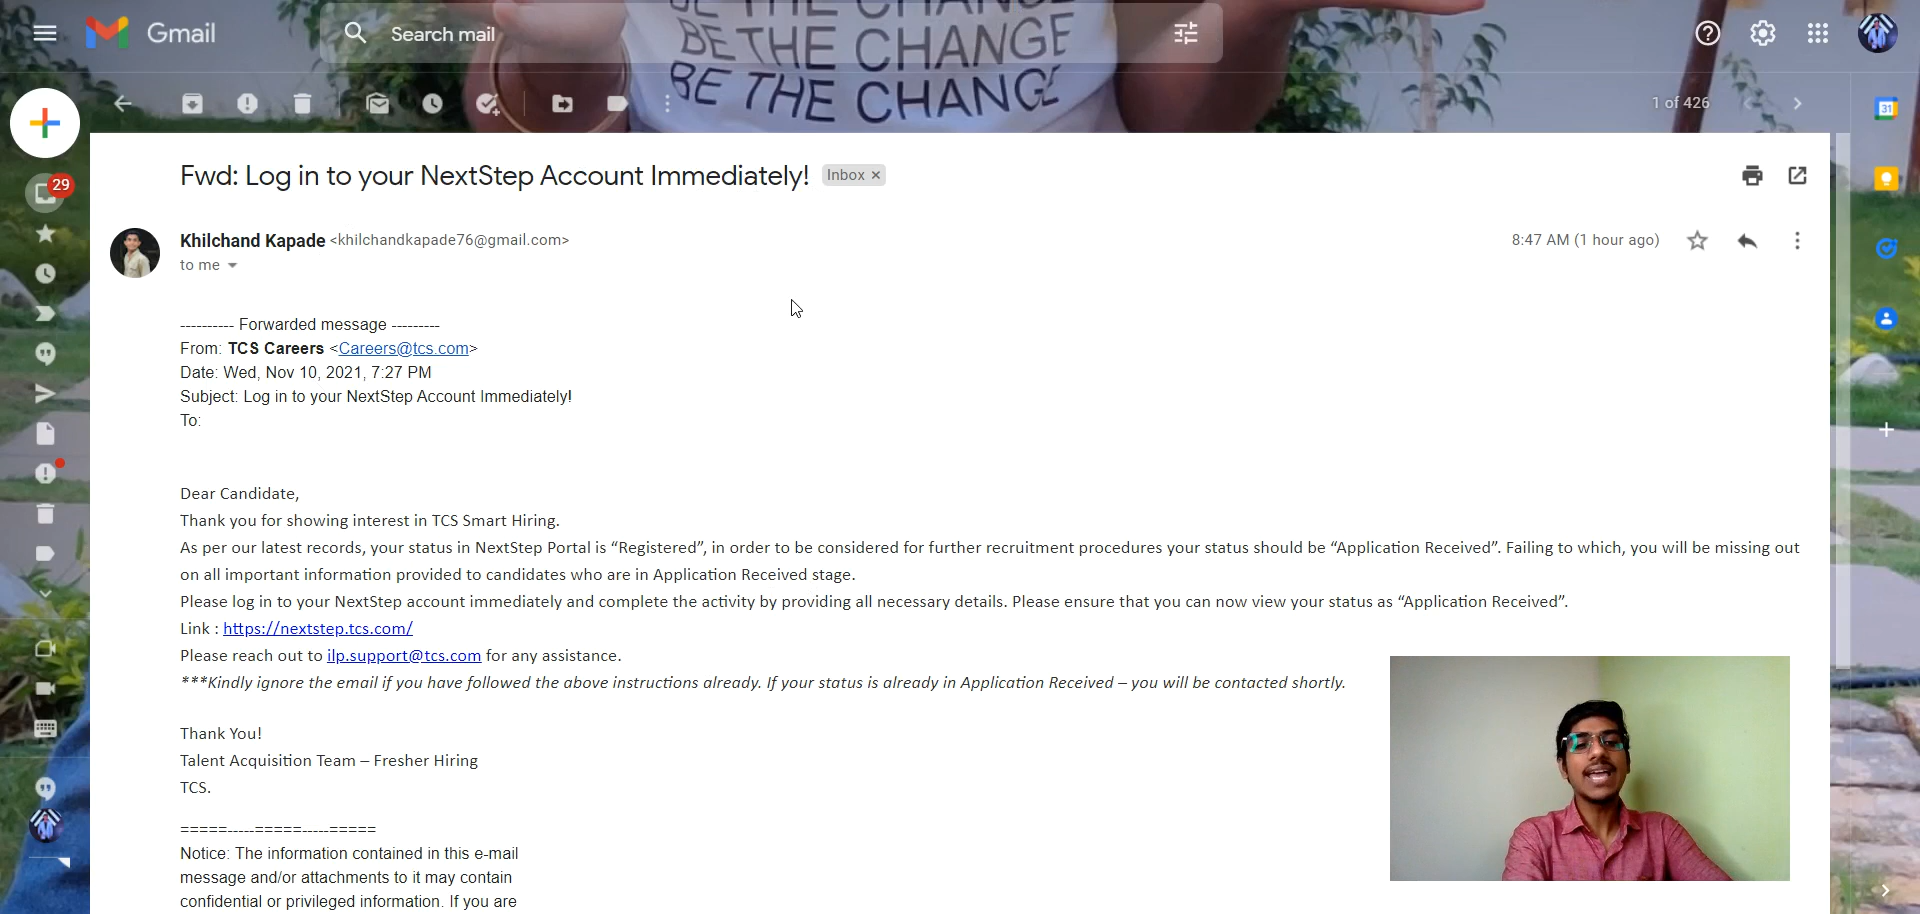 BE THE CHANGE
BE THE CHANGE
BE THE CHANGE
Gmail
Search mail
1 of 426
31
29
Fwd: Log in to your NextStep Account Immediately! Inbox ×
Khilchand Kapade <khilchandkapade76@gmail.com>
8:47 AM (1 hour ago)
to me
---------- Forwarded message ---------
From: TCS Careers <Careers@tcs.com>
Date: Wed, Nov 10, 2021, 7:27 PM
Subject: Log in to your NextStep Account Immediately!
To:
Dear Candidate,
Thank you for showing interest in TCS Smart Hiring.
As per our latest records, your status in NextStep Portal is “Registered”, in order to be considered for further recruitment procedures your status should be “Application Received”. Failing to which, you will be missing out
on all important information provided to candidates who are in Application Received stage.
Please log in to your NextStep account immediately and complete the activity by providing all necessary details. Please ensure that you can now view your status as “Application Received”.
Link : https://nextstep.tcs.com/
Please reach out to ilp.support@tcs.com for any assistance.
***Kindly ignore the email if you have followed the above instructions already. If your status is already in Application Received – you will be contacted shortly.
Thank You!
Talent Acquisition Team – Fresher Hiring
TCS.
=====-----=====-----=====
Notice: The information contained in this e-mail
message and/or attachments to it may contain
confidential or privileged information. If you are